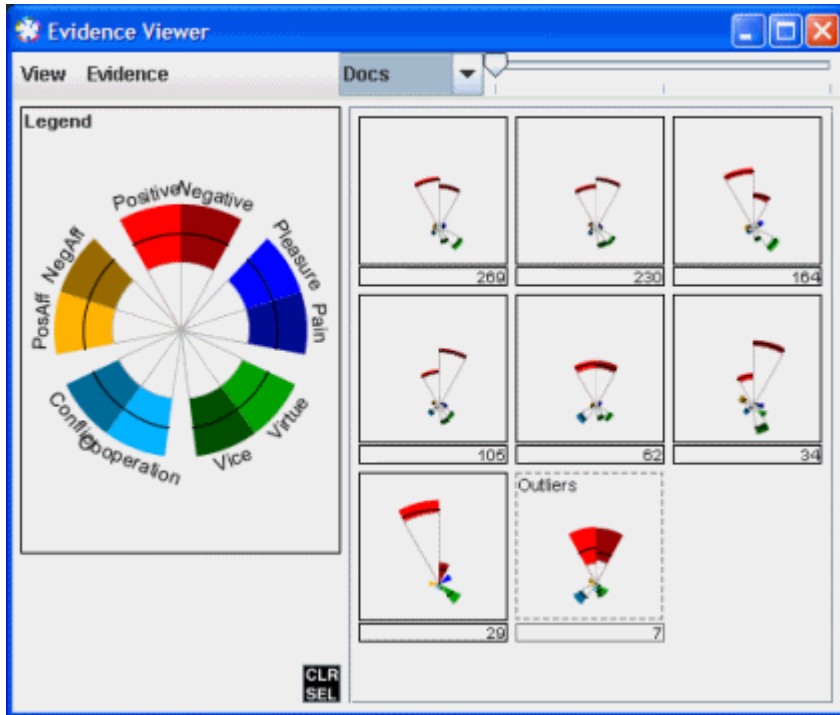 Evidence Viewer
View Evidence Docs
Legend
Positive Negative
NegAff Pleasure
PosAff Pain
Conflict Virtue
Cooperation Vice
269 230 164
105 62 34
Outliers
29 7
CLR
SEL